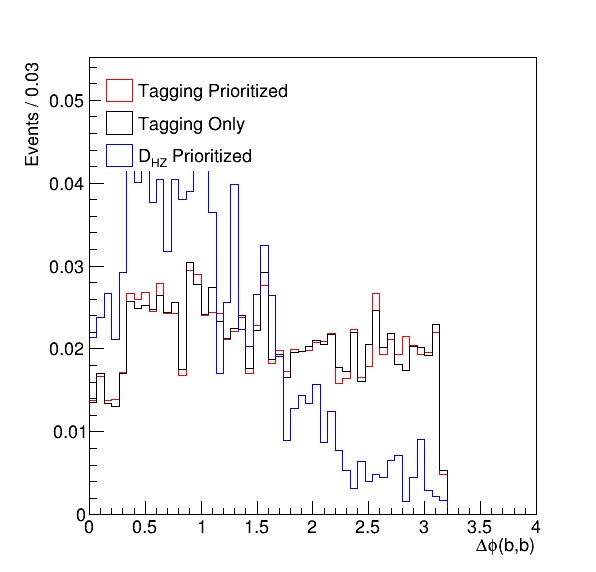 Events / 0.03
Tagging Prioritized
Tagging Only
D_HZ Prioritized
0.05
0.04
0.03
0.02
0.01
0
0 0.5 1 1.5 2 2.5 3 3.5 4
Δϕ(b,b)